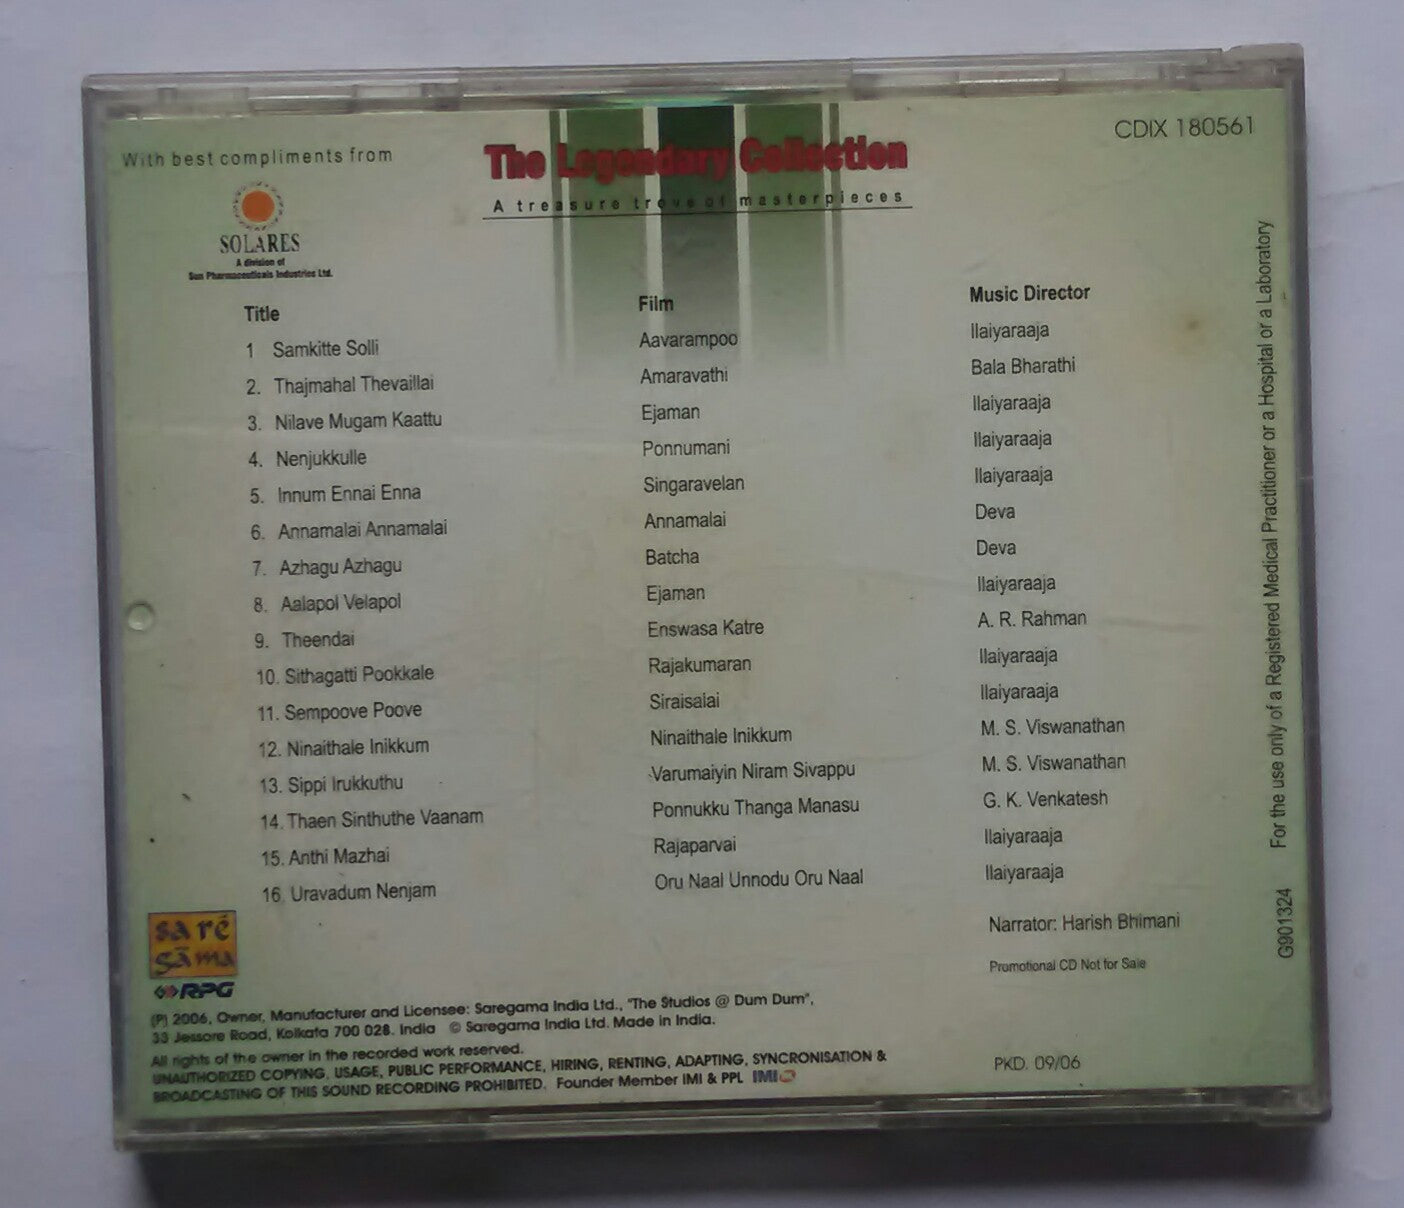 With best compliments from
SOLARES
A division of
Sun Pharmaceuticals Industries Ltd.
The Legendary Collection
A treasure trove of masterpieces
CDIX 180561
Title Film Music Director
1 Samkitte Solli Aavarampoo Ilaiyaraaja
2. Thajmahal Thevaillai Amaravathi Bala Bharathi
3. Nilave Mugam Kaattu Ejaman Ilaiyaraaja
4. Nenjukkulle Ponnumani Ilaiyaraaja
5. Innum Ennai Enna Singaravelan Ilaiyaraaja
6. Annamalai Annamalai Annamalai Deva
7. Azhagu Azhagu Batcha Deva
8. Aalapol Velapol Ejaman Ilaiyaraaja
9. Theendai Enswasa Katre A. R. Rahman
10. Sithagatti Pookkale Rajakumaran Ilaiyaraaja
11. Sempoove Poove Siraisalai Ilaiyaraaja
12. Ninaithale Inikkum Ninaithale Inikkum M. S. Viswanathan
13. Sippi Irukkuthu Varumaiyin Niram Sivappu M. S. Viswanathan
14. Thaen Sinthuthe Vaanam Ponnukku Thanga Manasu G. K. Venkatesh
15. Anthi Mazhai Rajaparvai Ilaiyaraaja
16. Uravadum Nenjam Oru Naal Unnodu Oru Naal Ilaiyaraaja
Narrator: Harish Bhimani
Promotional CD Not for Sale
sa ré
gāma
RPG
(P) 2006, Owner, Manufacturer and Licensee: Saregama India Ltd., "The Studios @ Dum Dum",
33 Jessore Road, Kolkata 700 028. India © Saregama India Ltd. Made in India.
All rights of the owner in the recorded work reserved.
UNAUTHORIZED COPYING, USAGE, PUBLIC PERFORMANCE, HIRING, RENTING, ADAPTING, SYNCRONISATION &
BROADCASTING OF THIS SOUND RECORDING PROHIBITED. Founder Member IMI & PPL IMI
PKD. 09/06
G901324 For the use only of a Registered Medical Practitioner or a Hospital or a Laboratory